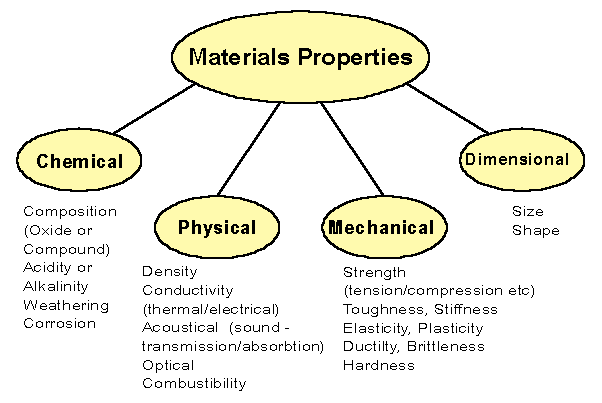 Materials Properties
Chemical
Composition
(Oxide or
Compound)
Acidity or
Alkalinity
Weathering
Corrosion
Physical
Density
Conductivity
(thermal/electrical)
Acoustical (sound -
transmission/absorbtion)
Optical
Combustibility
Mechanical
Strength
(tension/compression etc)
Toughness, Stiffness
Elasticity, Plasticity
Ductilty, Brittleness
Hardness
Dimensional
Size
Shape